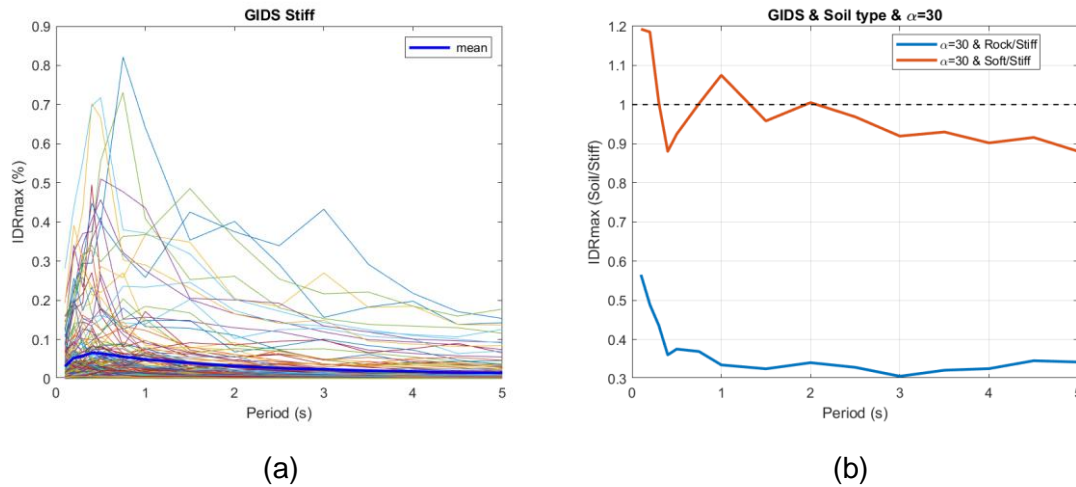 GIDS Stiff
0.9
0.8
0.7
0.6
0.5
0.4
0.3
0.2
0.1
0
IDRmax (%)
mean
0 1 2 3 4 5
Period (s)
(a)
GIDS & Soil type & α=30
1.2
1.1
1
0.9
0.8
0.7
0.6
0.5
0.4
0.3
IDRmax (Soil/Stiff)
α=30 & Rock/Stiff
α=30 & Soft/Stiff
0 1 2 3 4 5
Period (s)
(b)